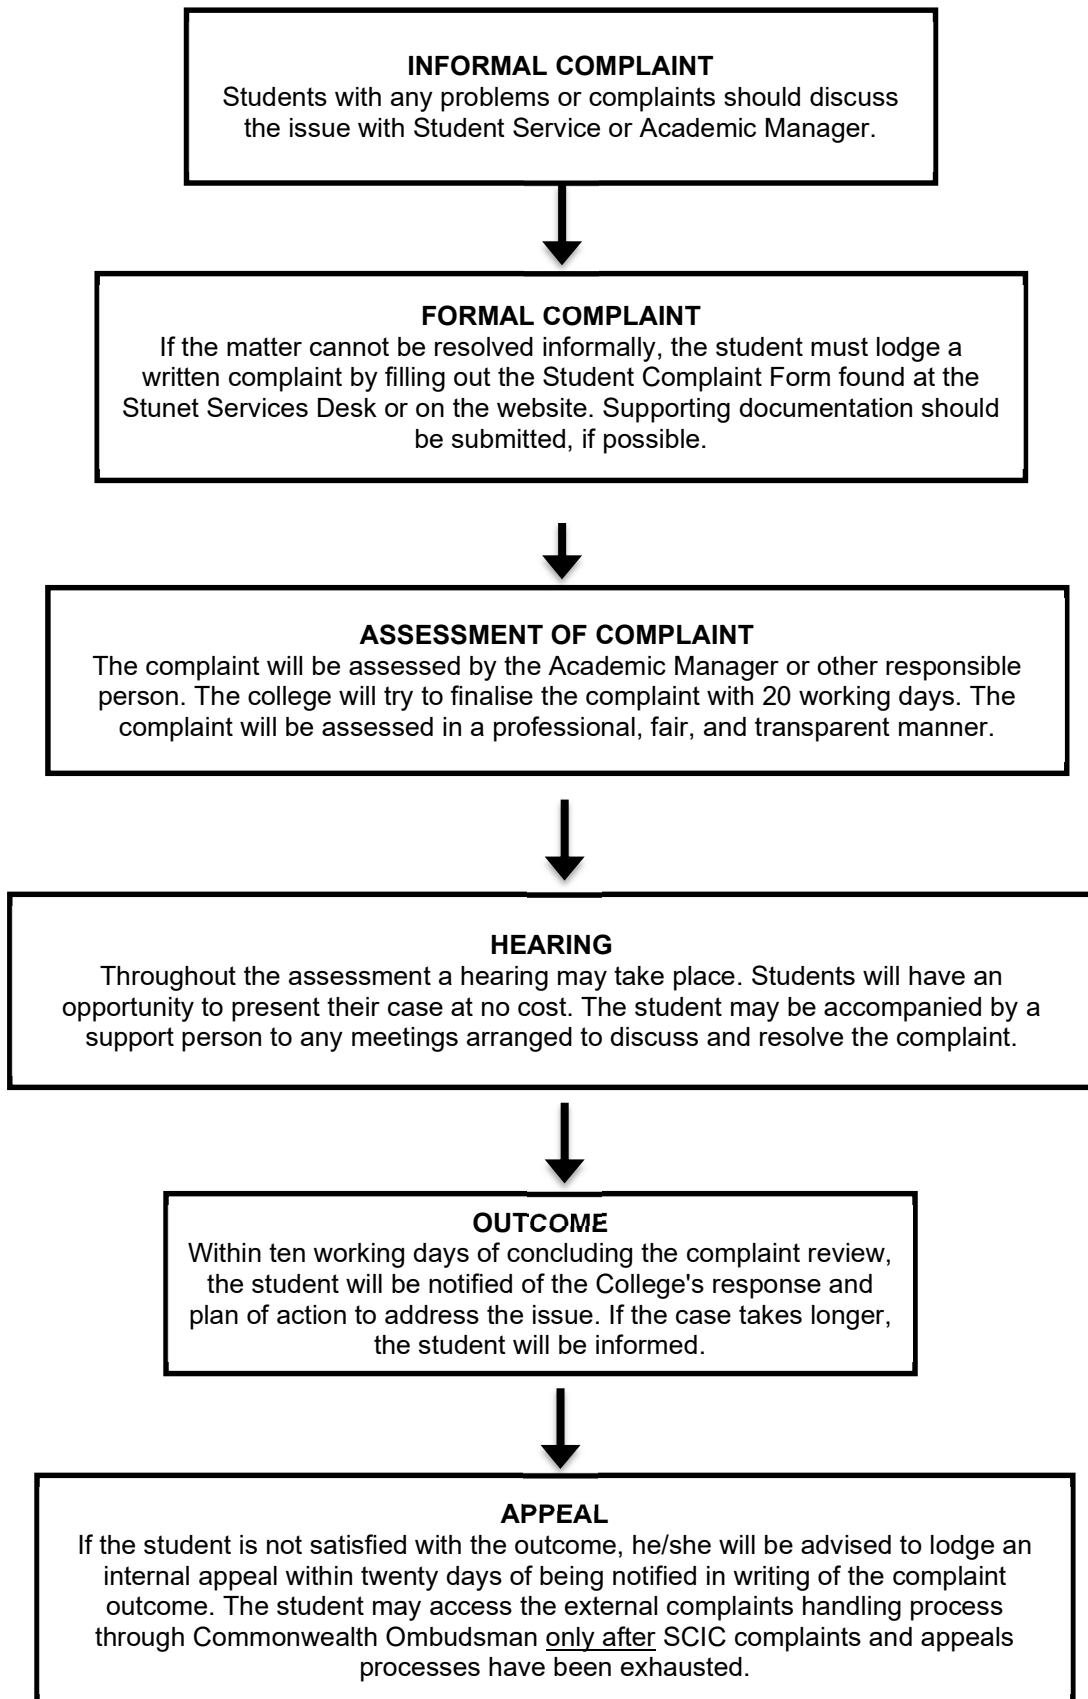 INFORMAL COMPLAINT
Students with any problems or complaints should discuss
the issue with Student Service or Academic Manager.
FORMAL COMPLAINT
If the matter cannot be resolved informally, the student must lodge a
written complaint by filling out the Student Complaint Form found at the
Stunet Services Desk or on the website. Supporting documentation should
be submitted, if possible.
ASSESSMENT OF COMPLAINT
The complaint will be assessed by the Academic Manager or other responsible
person. The college will try to finalise the complaint with 20 working days. The
complaint will be assessed in a professional, fair, and transparent manner.
HEARING
Throughout the assessment a hearing may take place. Students will have an
opportunity to present their case at no cost. The student may be accompanied by a
support person to any meetings arranged to discuss and resolve the complaint.
OUTCOME
Within ten working days of concluding the complaint review,
the student will be notified of the College's response and
plan of action to address the issue. If the case takes longer,
the student will be informed.
APPEAL
If the student is not satisfied with the outcome, he/she will be advised to lodge an
internal appeal within twenty days of being notified in writing of the complaint
outcome. The student may access the external complaints handling process
through Commonwealth Ombudsman only after SCIC complaints and appeals
processes have been exhausted.